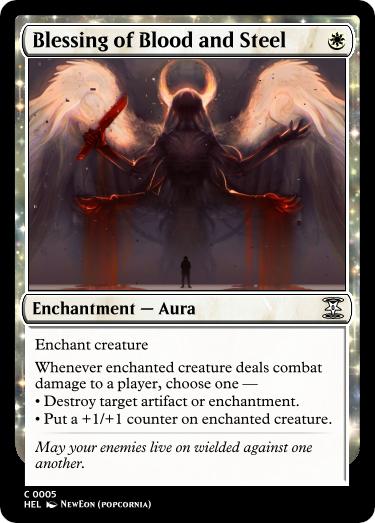 Blessing of Blood and Steel
Enchantment — Aura
Enchant creature
Whenever enchanted creature deals combat
damage to a player, choose one —
• Destroy target artifact or enchantment.
• Put a +1/+1 counter on enchanted creature.
May your enemies live on wielded against one
another.
C 0005
HEL NewEon (popcornia)